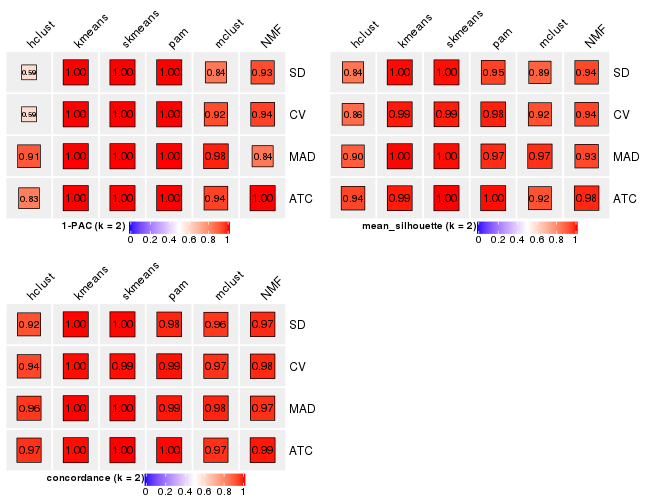 hclust kmeans skmeans pam mclust NMF
0.59 1.00 1.00 1.00 0.84 0.93 SD
0.59 1.00 1.00 1.00 0.92 0.94 CV
0.91 1.00 1.00 1.00 0.98 0.84 MAD
0.83 1.00 1.00 1.00 0.94 1.00 ATC
1-PAC (k = 2)
0 0.2 0.4 0.6 0.8 1
hclust kmeans skmeans pam mclust NMF
0.84 1.00 1.00 0.95 0.89 0.94 SD
0.86 0.99 0.99 0.98 0.92 0.94 CV
0.90 1.00 1.00 0.97 0.97 0.93 MAD
0.94 0.99 1.00 1.00 0.92 0.98 ATC
mean_silhouette (k = 2)
0 0.2 0.4 0.6 0.8 1
hclust kmeans skmeans pam mclust NMF
0.92 1.00 1.00 0.98 0.96 0.97 SD
0.94 1.00 0.99 0.99 0.97 0.98 CV
0.96 1.00 1.00 0.99 0.98 0.97 MAD
0.97 1.00 1.00 1.00 0.97 0.99 ATC
concordance (k = 2)
0 0.2 0.4 0.6 0.8 1